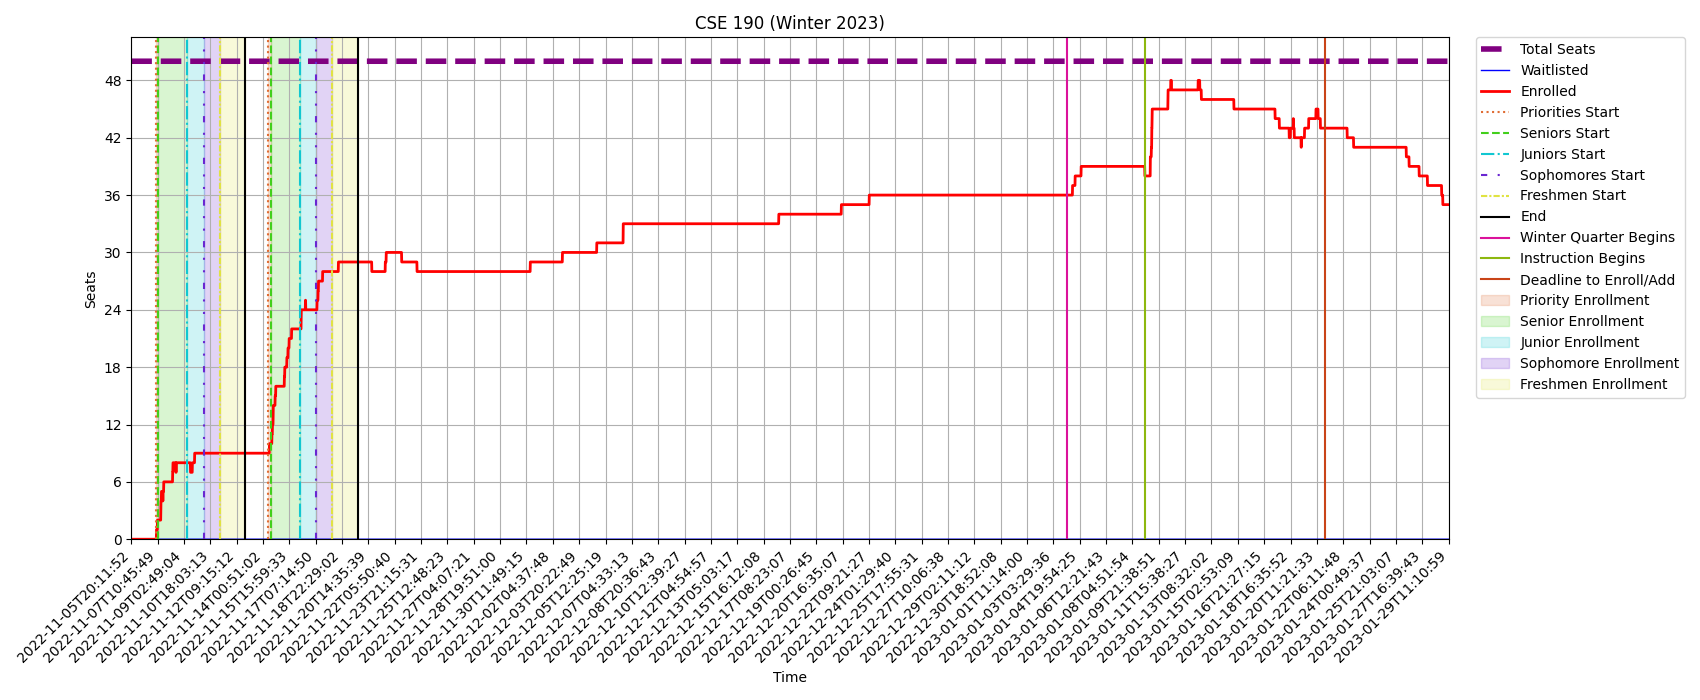 CSE 190 (Winter 2023)
Seats
48
42
36
30
24
18
12
6
0
2022-11-05T20:11:52
2022-11-07T10:45:49
2022-11-09T02:49:04
2022-11-10T18:03:13
2022-11-12T09:15:12
2022-11-14T00:51:02
2022-11-15T15:59:33
2022-11-17T07:14:50
2022-11-18T22:29:02
2022-11-20T14:35:39
2022-11-22T05:50:40
2022-11-23T21:15:31
2022-11-25T12:48:23
2022-11-27T04:07:21
2022-11-28T19:51:00
2022-11-30T11:49:15
2022-12-02T04:37:48
2022-12-03T20:22:49
2022-12-05T12:25:19
2022-12-07T04:33:13
2022-12-08T20:36:43
2022-12-10T12:39:27
2022-12-12T04:54:57
2022-12-13T05:03:17
2022-12-15T16:12:08
2022-12-17T08:23:07
2022-12-19T00:26:45
2022-12-20T16:35:07
2022-12-22T09:21:27
2022-12-24T01:29:40
2022-12-25T17:55:31
2022-12-27T10:06:38
2022-12-29T02:11:12
2022-12-30T18:52:08
2023-01-01T11:14:00
2023-01-03T03:29:36
2023-01-04T19:54:25
2023-01-06T12:21:43
2023-01-08T04:51:54
2023-01-09T21:38:51
2023-01-11T15:38:27
2023-01-13T08:32:02
2023-01-15T02:53:09
2023-01-16T21:27:15
2023-01-18T16:35:52
2023-01-20T11:21:33
2023-01-22T06:11:48
2023-01-24T00:49:37
2023-01-25T21:03:07
2023-01-27T16:39:43
2023-01-29T11:10:59
Time
Total Seats
Waitlisted
Enrolled
Priorities Start
Seniors Start
Juniors Start
Sophomores Start
Freshmen Start
End
Winter Quarter Begins
Instruction Begins
Deadline to Enroll/Add
Priority Enrollment
Senior Enrollment
Junior Enrollment
Sophomore Enrollment
Freshmen Enrollment